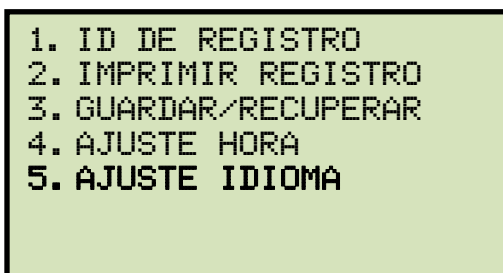 1. ID DE REGISTRO
2. IMPRIMIR REGISTRO
3. GUARDAR/RECUPERAR
4. AJUSTE HORA
5. AJUSTE IDIOMA